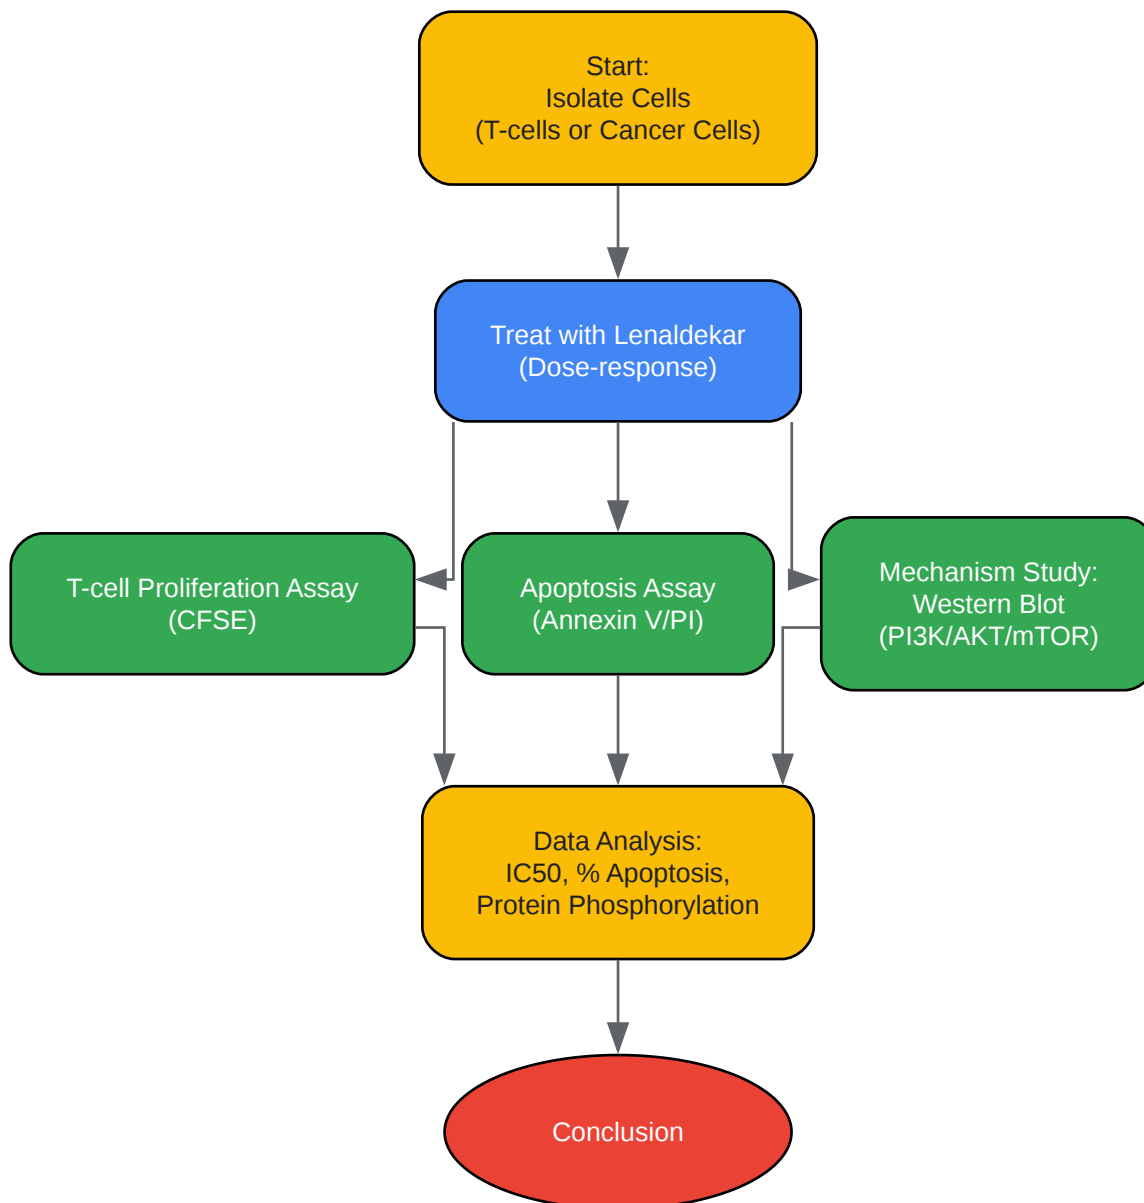 Start:
Isolate Cells
(T-cells or Cancer Cells)
Treat with Lenaldekar
(Dose-response)
T-cell Proliferation Assay
(CFSE)
Apoptosis Assay
(Annexin V/PI)
Mechanism Study:
Western Blot
(PI3K/AKT/mTOR)
Data Analysis:
IC50, % Apoptosis,
Protein Phosphorylation
Conclusion